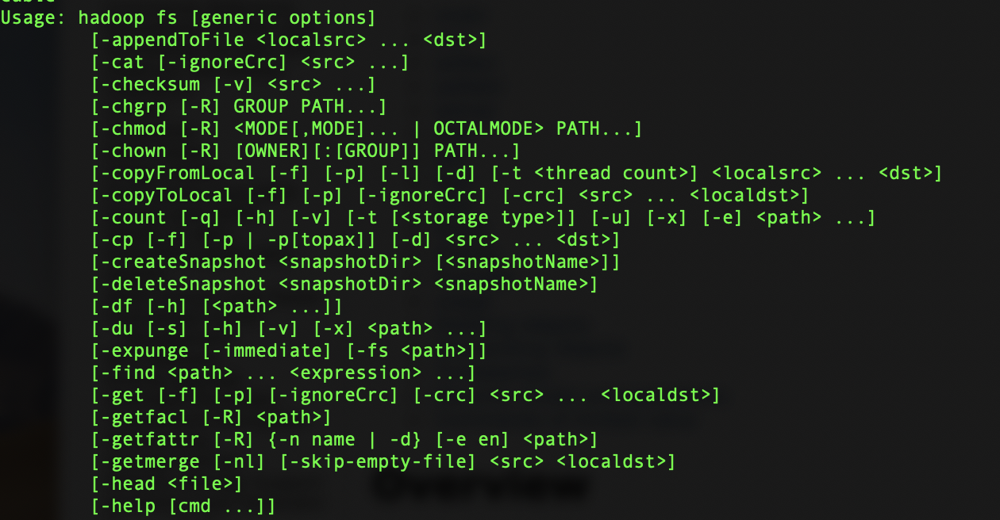 Usage: hadoop fs [generic options]
[-appendToFile <localsrc> ... <dst>]
[-cat [-ignoreCrc] <src> ...]
[-checksum [-v] <src> ...]
[-chgrp [-R] GROUP PATH...]
[-chmod [-R] <MODE[,MODE]... | OCTALMODE> PATH...]
[-chown [-R] [OWNER][:[GROUP]] PATH...]
[-copyFromLocal [-f] [-p] [-l] [-d] [-t <thread count>] <localsrc> ... <dst>]
[-copyToLocal [-f] [-p] [-ignoreCrc] [-crc] <src> ... <localdst>]
[-count [-q] [-h] [-v] [-t [<storage type>]] [-u] [-x] [-e] <path> ...]
[-cp [-f] [-p | -p[topax]] [-d] <src> ... <dst>]
[-createSnapshot <snapshotDir> [<snapshotName>]]
[-deleteSnapshot <snapshotDir> <snapshotName>]
[-df [-h] [<path> ...]]
[-du [-s] [-h] [-v] [-x] <path> ...]
[-expunge [-immediate] [-fs <path>]]
[-find <path> ... <expression> ...]
[-get [-f] [-p] [-ignoreCrc] [-crc] <src> ... <localdst>]
[-getfacl [-R] <path>]
[-getfattr [-R] {-n name | -d} [-e en] <path>]
[-getmerge [-nl] [-skip-empty-file] <src> <localdst>]
[-head <file>]
Overview
[-help [cmd ...]]